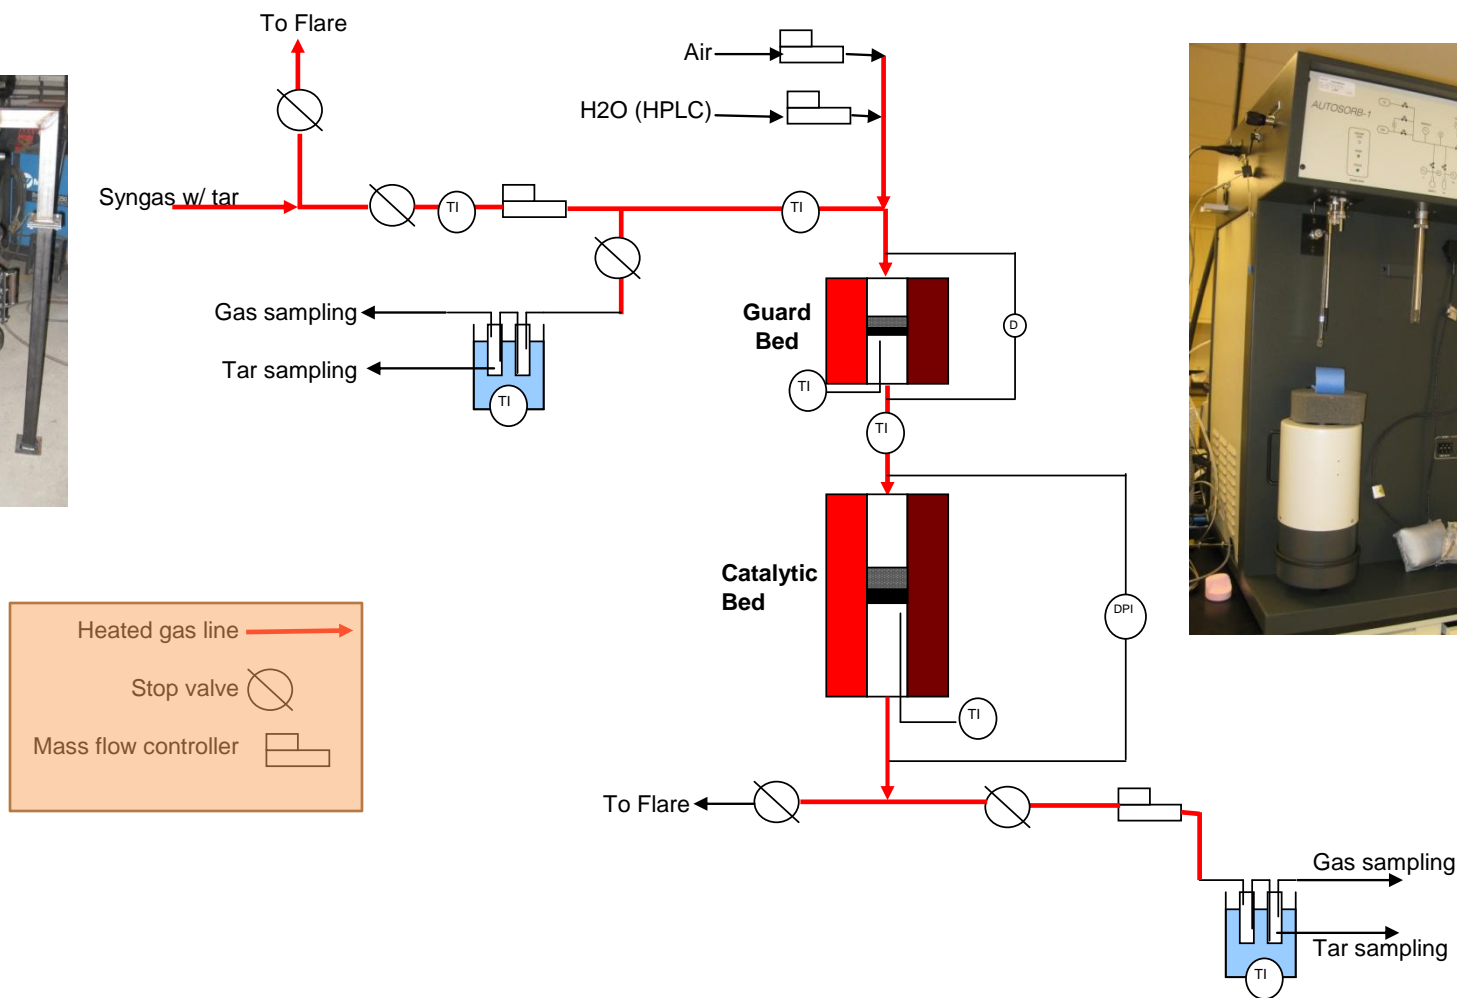 To Flare
Air
H2O (HPLC)
AUTOSORB-1
Syngas w/ tar
TI
TI
Gas sampling
Tar sampling
TI
Guard
Bed
D
TI
TI
Catalytic
Bed
DPI
TI
Heated gas line
Stop valve
Mass flow controller
To Flare
Gas sampling
Tar sampling
TI